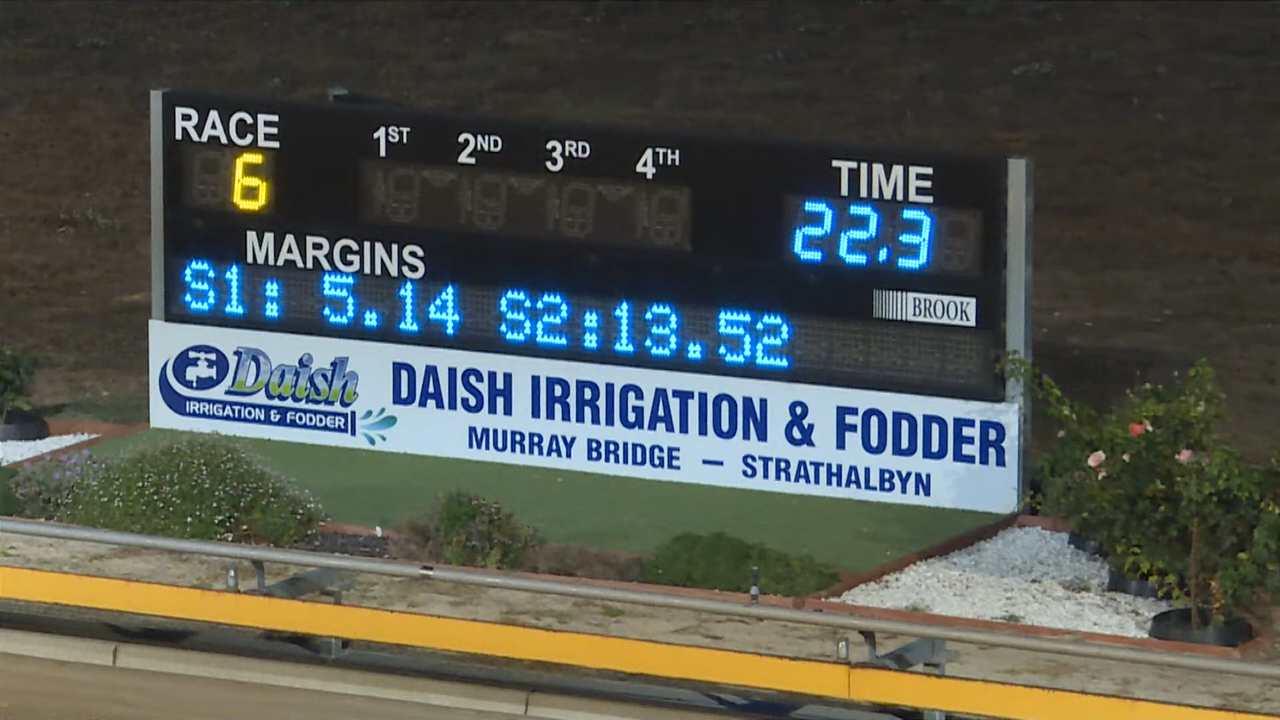 RACE 1ST 2ND 3RD 4TH TIME
6 22.3
MARGINS
S1: 5.14 S2:13.52
BROOK
Daish
IRRIGATION & FODDER
DAISH IRRIGATION & FODDER
MURRAY BRIDGE – STRATHALBYN